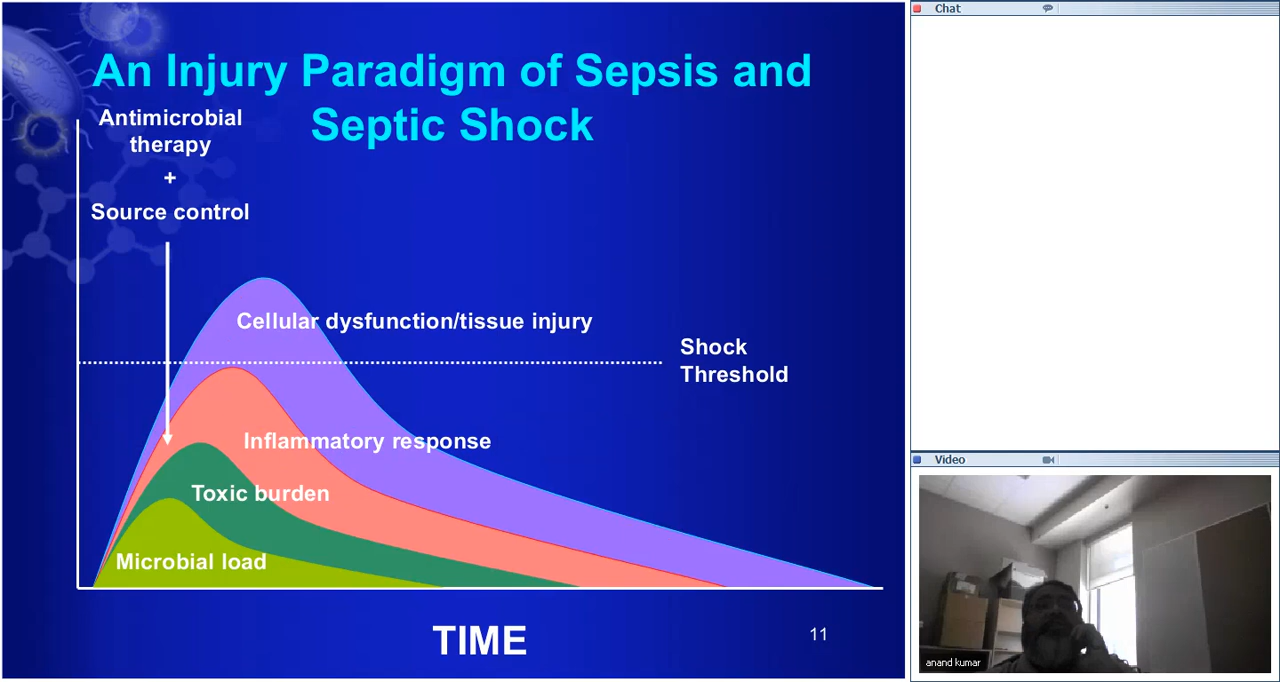 An Injury Paradigm of Sepsis and
Septic Shock
Antimicrobial
therapy
+
Source control
Cellular dysfunction/tissue injury
Shock
Threshold
Inflammatory response
Toxic burden
Microbial load
TIME
11
Chat
Video
anand kumar